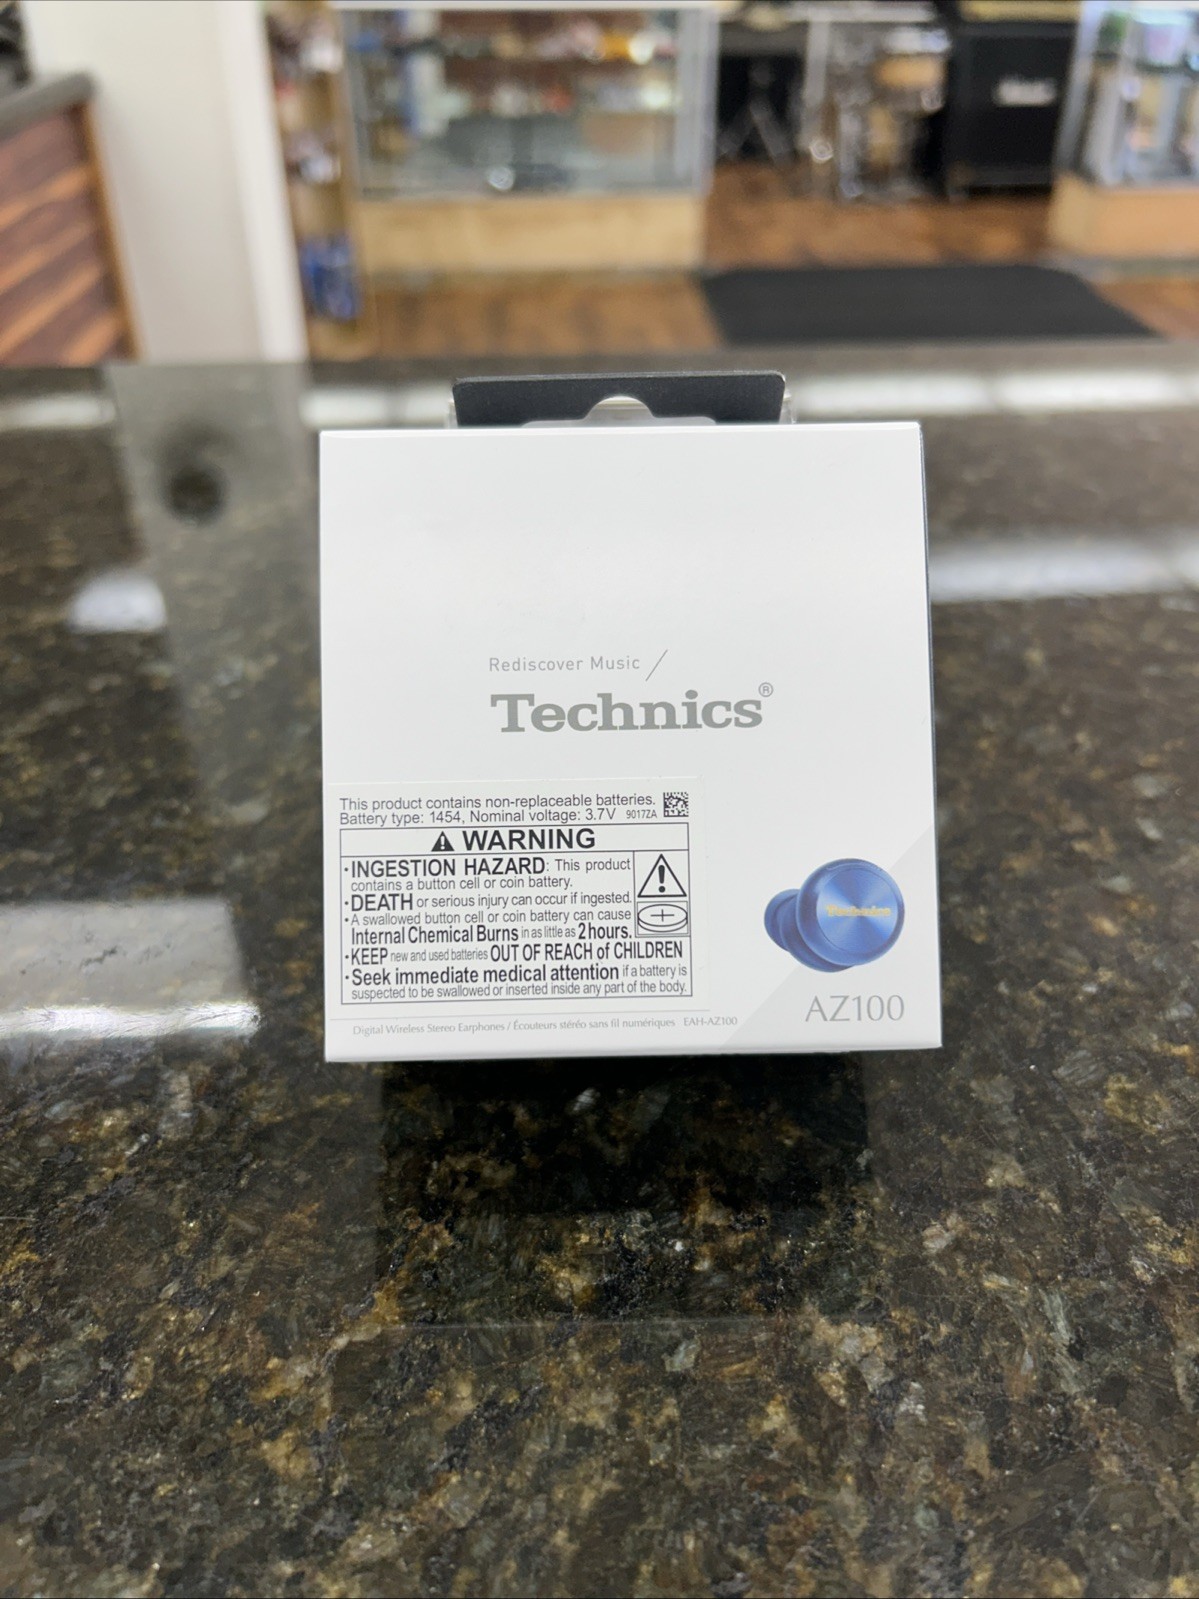 Rediscover Music /
Technics®
This product contains non-replaceable batteries.
Battery type: 1454, Nominal voltage: 3.7V 9017ZA
⚠ WARNING
·INGESTION HAZARD: This product
contains a button cell or coin battery.
·DEATH or serious injury can occur if ingested.
·A swallowed button cell or coin battery can cause
Internal Chemical Burns in as little as 2 hours.
·KEEP new and used batteries OUT OF REACH of CHILDREN
·Seek immediate medical attention if a battery is
suspected to be swallowed or inserted inside any part of the body.
Technics
AZ100
Digital Wireless Stereo Earphones / Écouteurs stéréo sans fil numériques EAH-AZ100